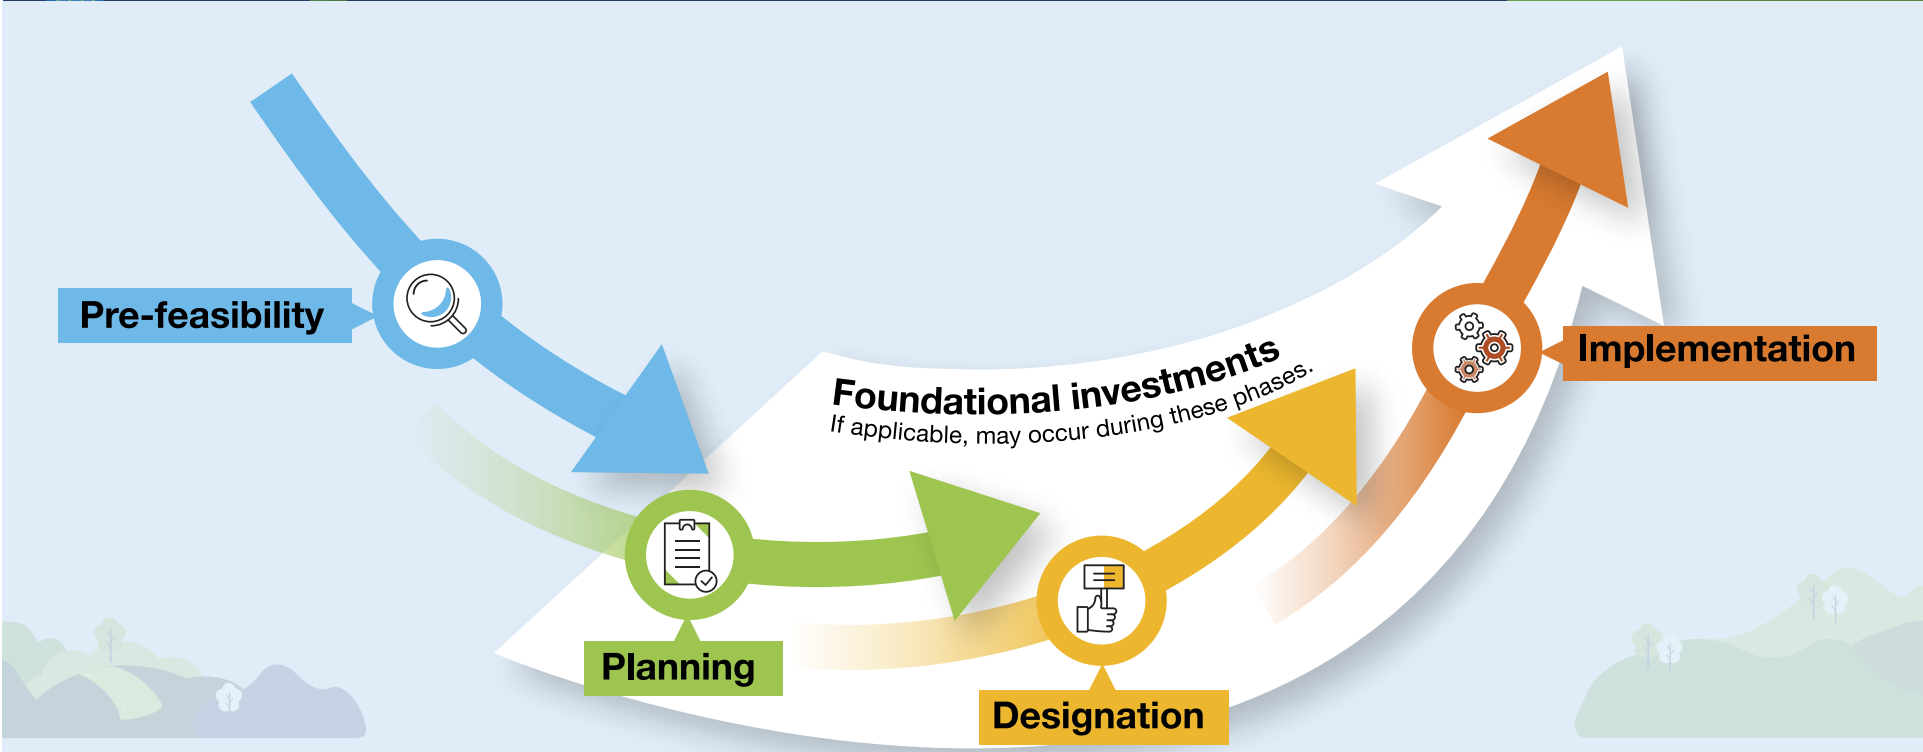 Pre-feasibility
Foundational investments
If applicable, may occur during these phases.
Planning
Designation
Implementation